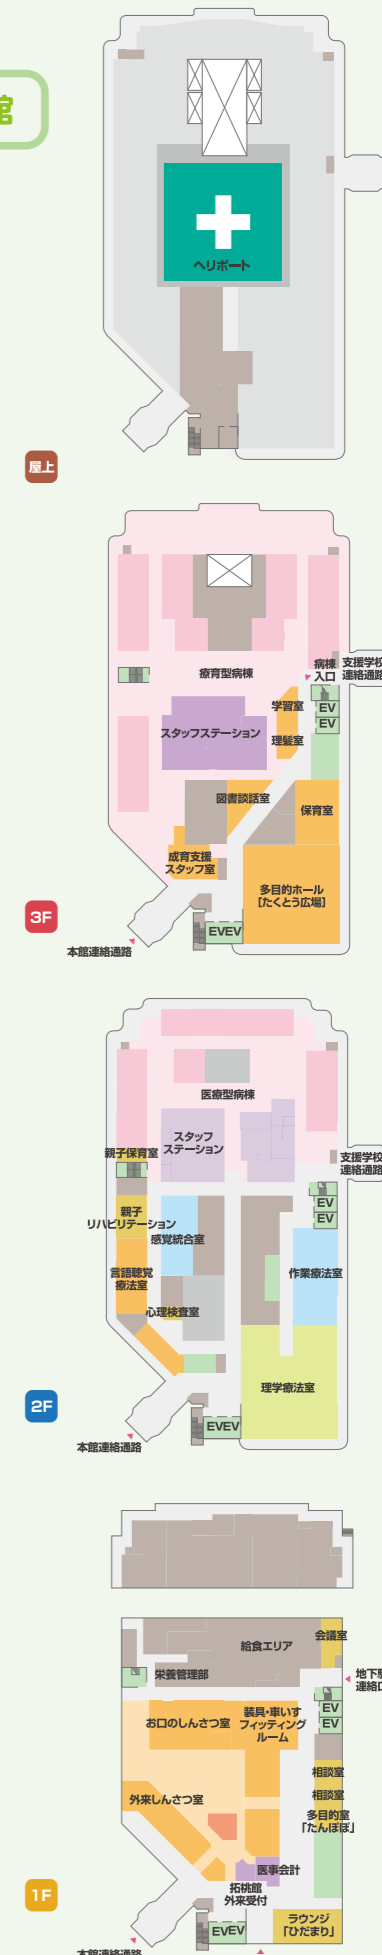 館
ヘリポート
屋上
療育型病棟
病棟
入口
支援学校
連絡通路
学習室
EV
EV
スタッフステーション
理髪室
図書談話室
保育室
成育支援
スタッフ室
多目的ホール
[たくとう広場]
3F
EVEV
本館連絡通路
医療型病棟
スタッフ
ステーション
親子保育室
支援学校
連絡通路
EV
EV
親子
リハビリテーション
感覚統合室
言語聴覚
療法室
作業療法室
心理検査室
理学療法室
2F
EVEV
本館連絡通路
給食エリア
会議室
栄養管理部
地下駅
連絡口
EV
EV
お口のしんさつ室
装具・車いす
フィッティング
ルーム
相談室
相談室
外来しんさつ室
多目的室
「たんぽぽ」
医事会計
拓桃館
外来受付
1F
ラウンジ
「ひだまり」
EVEV
本館連絡通路